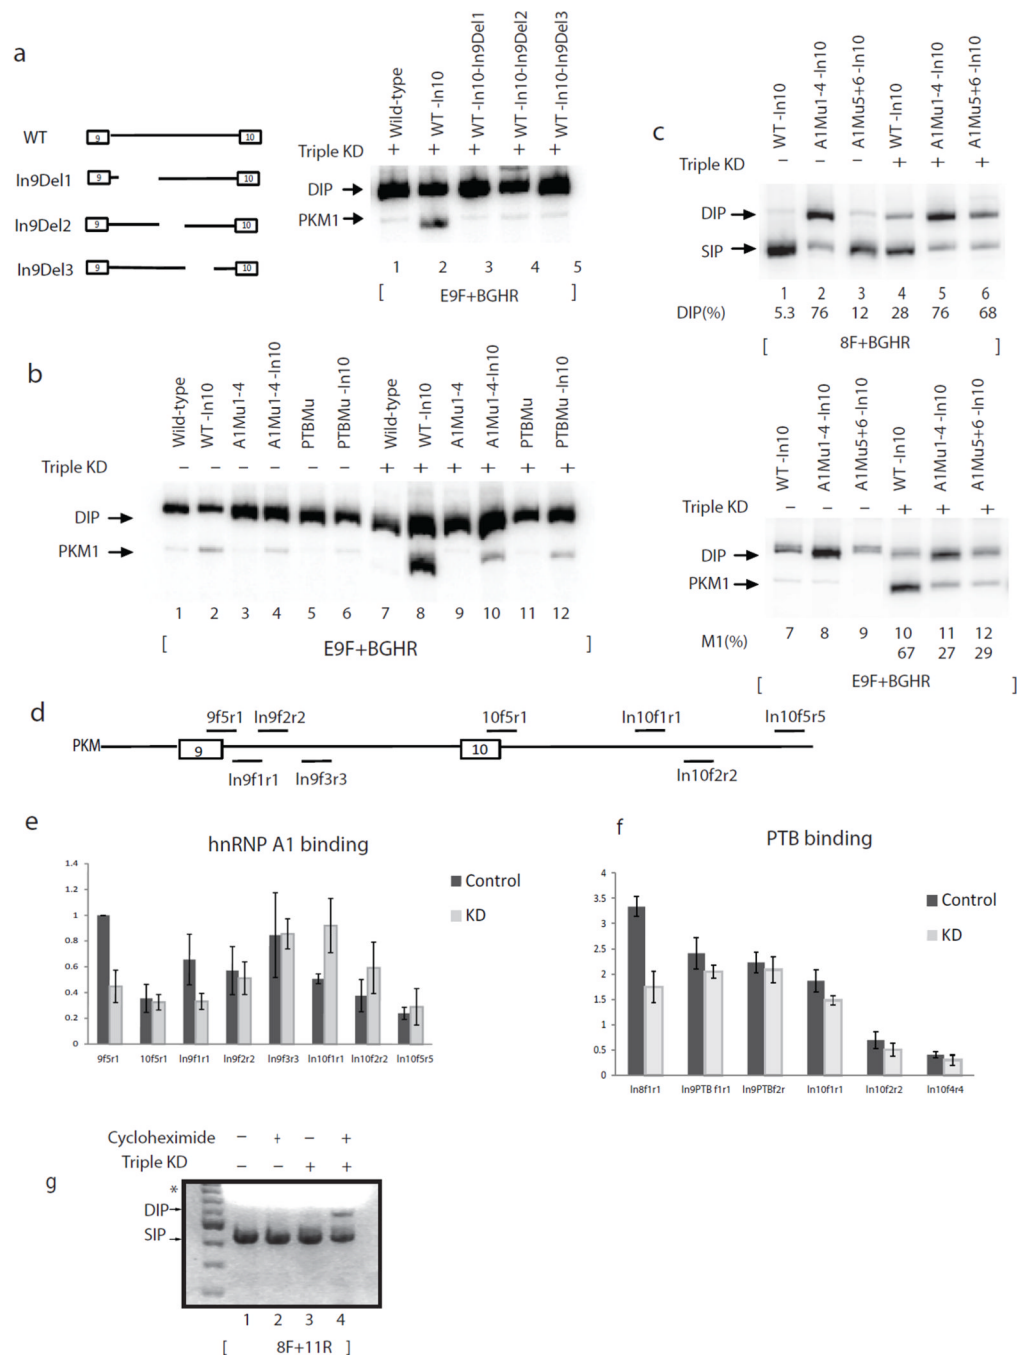 a
WT
9
10
In9Del1
9
10
In9Del2
9
10
In9Del3
9
10
Wild-type
WT -In10
WT-In10-In9Del1
WT-In10-In9Del2
WT-In10-In9Del3
Triple KD + + + + +
DIP
PKM1
1 2 3 4 5
[ E9F+BGHR ]
b
Wild-type
WT -In10
A1Mu1-4
A1Mu1-4 -In10
PTBMu
PTBMu -In10
Wild-type
WT -In10
A1Mu1-4
A1Mu1-4 -In10
PTBMu
PTBMu -In10
Triple KD − − − − − − + + + + + +
DIP
PKM1
1 2 3 4 5 6 7 8 9 10 11 12
[ E9F+BGHR ]
c
WT -In10
A1Mu1-4 -In10
A1Mu5+6 -In10
WT -In10
A1Mu1-4 -In10
A1Mu5+6 -In10
Triple KD − − − + + +
DIP
SIP
1 2 3 4 5 6
DIP(%) 5.3 76 12 28 76 68
[ 8F+BGHR ]
WT -In10
A1Mu1-4 -In10
A1Mu5+6 -In10
WT -In10
A1Mu1-4 -In10
A1Mu5+6 -In10
Triple KD − − − + + +
DIP
PKM1
7 8 9 10 11 12
M1(%) 67 27 29
[ E9F+BGHR ]
d
9f5r1 In9f2r2 10f5r1 In10f1r1 In10f5r5
PKM 9 10
In9f1r1 In9f3r3 In10f2r2
e
hnRNP A1 binding
1.4
1.2
1
0.8
0.6
0.4
0.2
0
9f5r1 10f5r1 In9f1r1 In9f2r2 In9f3r3 In10f1r1 In10f2r2 In10f5r5
Control
KD
f
PTB binding
4
3.5
3
2.5
2
1.5
1
0.5
0
In8f1r1 In9PTB f1r1 In9PTBf2r In10f1r1 In10f2r2 In10f4r4
Control
KD
Cycloheximide − + − +
Triple KD − − + +
g
*
DIP
SIP
1 2 3 4
[ 8F+11R ]